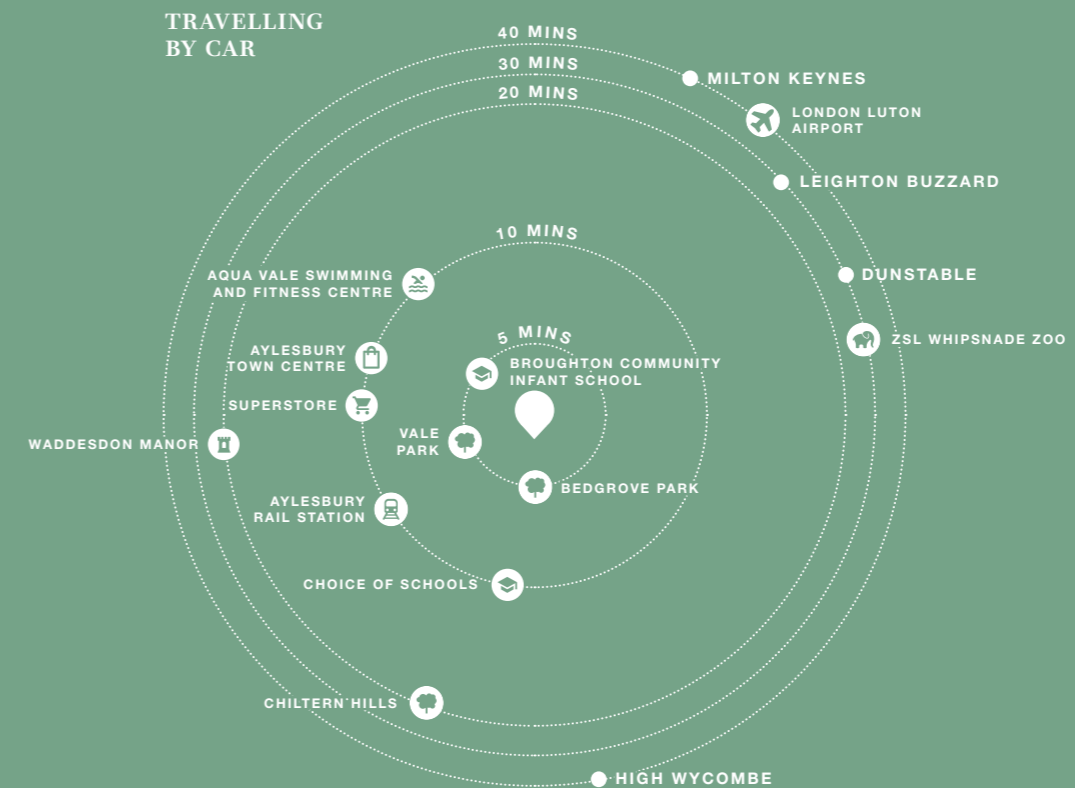 TRAVELLING
BY CAR
40 MINS
30 MINS
20 MINS
MILTON KEYNES
LONDON LUTON
AIRPORT
LEIGHTON BUZZARD
10 MINS
AQUA VALE SWIMMING
AND FITNESS CENTRE
DUNSTABLE
5 MINS
ZSL WHIPSNADE ZOO
AYLESBURY
TOWN CENTRE
BROUGHTON COMMUNITY
INFANT SCHOOL
SUPERSTORE
VALE
PARK
WADDESDON MANOR
BEDGROVE PARK
AYLESBURY
RAIL STATION
CHOICE OF SCHOOLS
CHILTERN HILLS
HIGH WYCOMBE